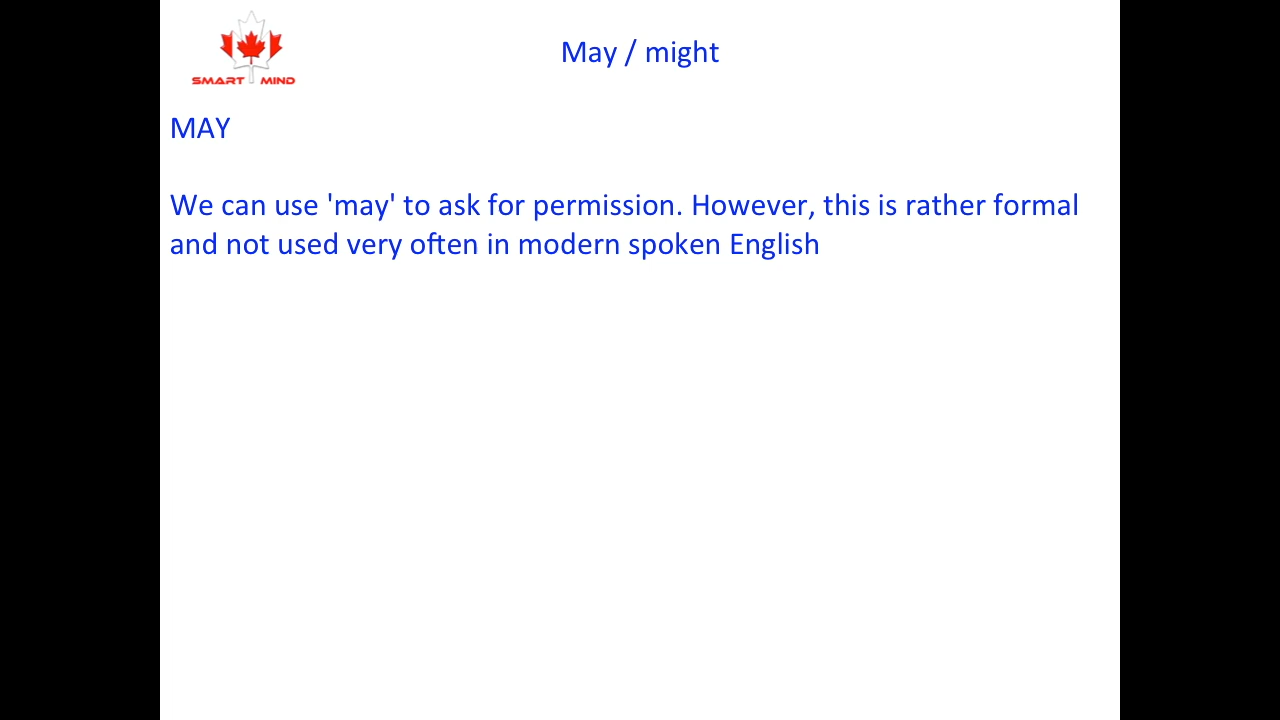 SMART MIND
May / might
MAY
We can use 'may' to ask for permission. However, this is rather formal
and not used very often in modern spoken English